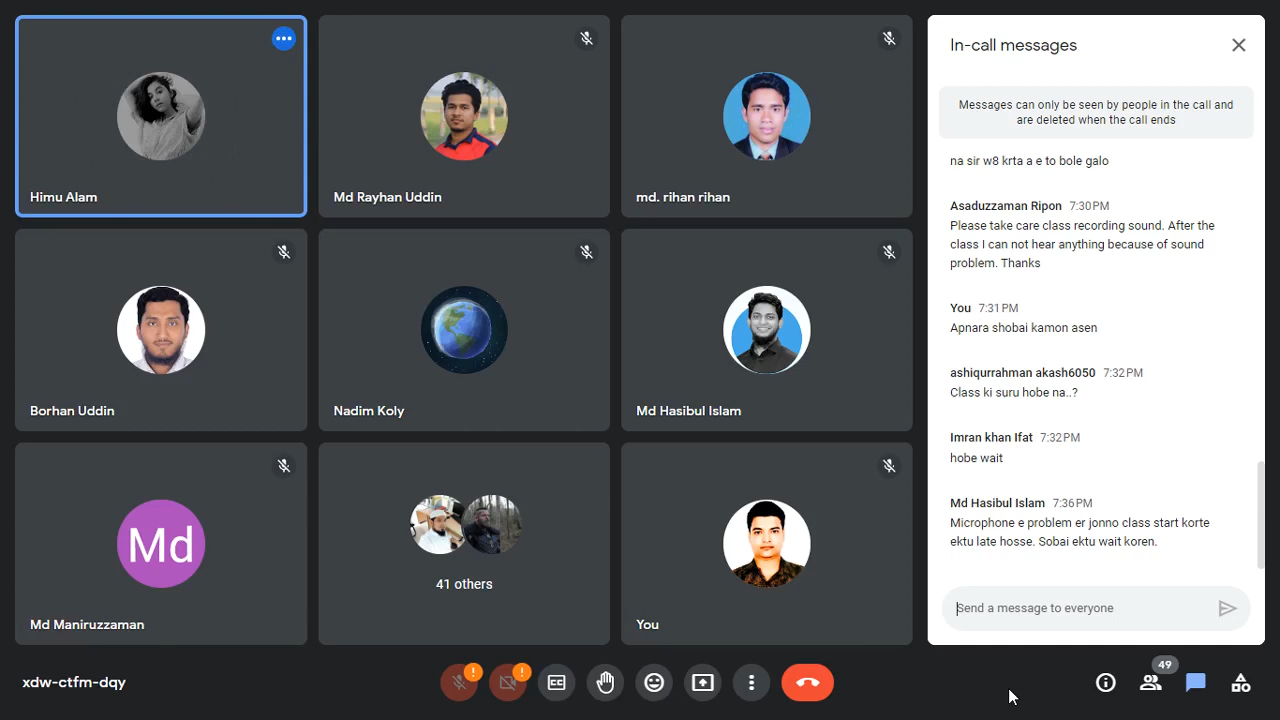 Himu Alam
Md Rayhan Uddin
md. rihan rihan
Borhan Uddin
Nadim Koly
Md Hasibul Islam
Md
Md Maniruzzaman
41 others
You
In-call messages
Messages can only be seen by people in the call and
are deleted when the call ends
na sir w8 krta a e to bole galo
Asaduzzaman Ripon 7:30 PM
Please take care class recording sound. After the
class I can not hear anything because of sound
problem. Thanks
You 7:31 PM
Apnara shobai kamon asen
ashiqurrahman akash6050 7:32 PM
Class ki suru hobe na..?
Imran khan Ifat 7:32 PM
hobe wait
Md Hasibul Islam 7:36 PM
Microphone e problem er jonno class start korte
ektu late hosse. Sobai ektu wait koren.
Send a message to everyone
xdw-ctfm-dqy
! ! CC
49